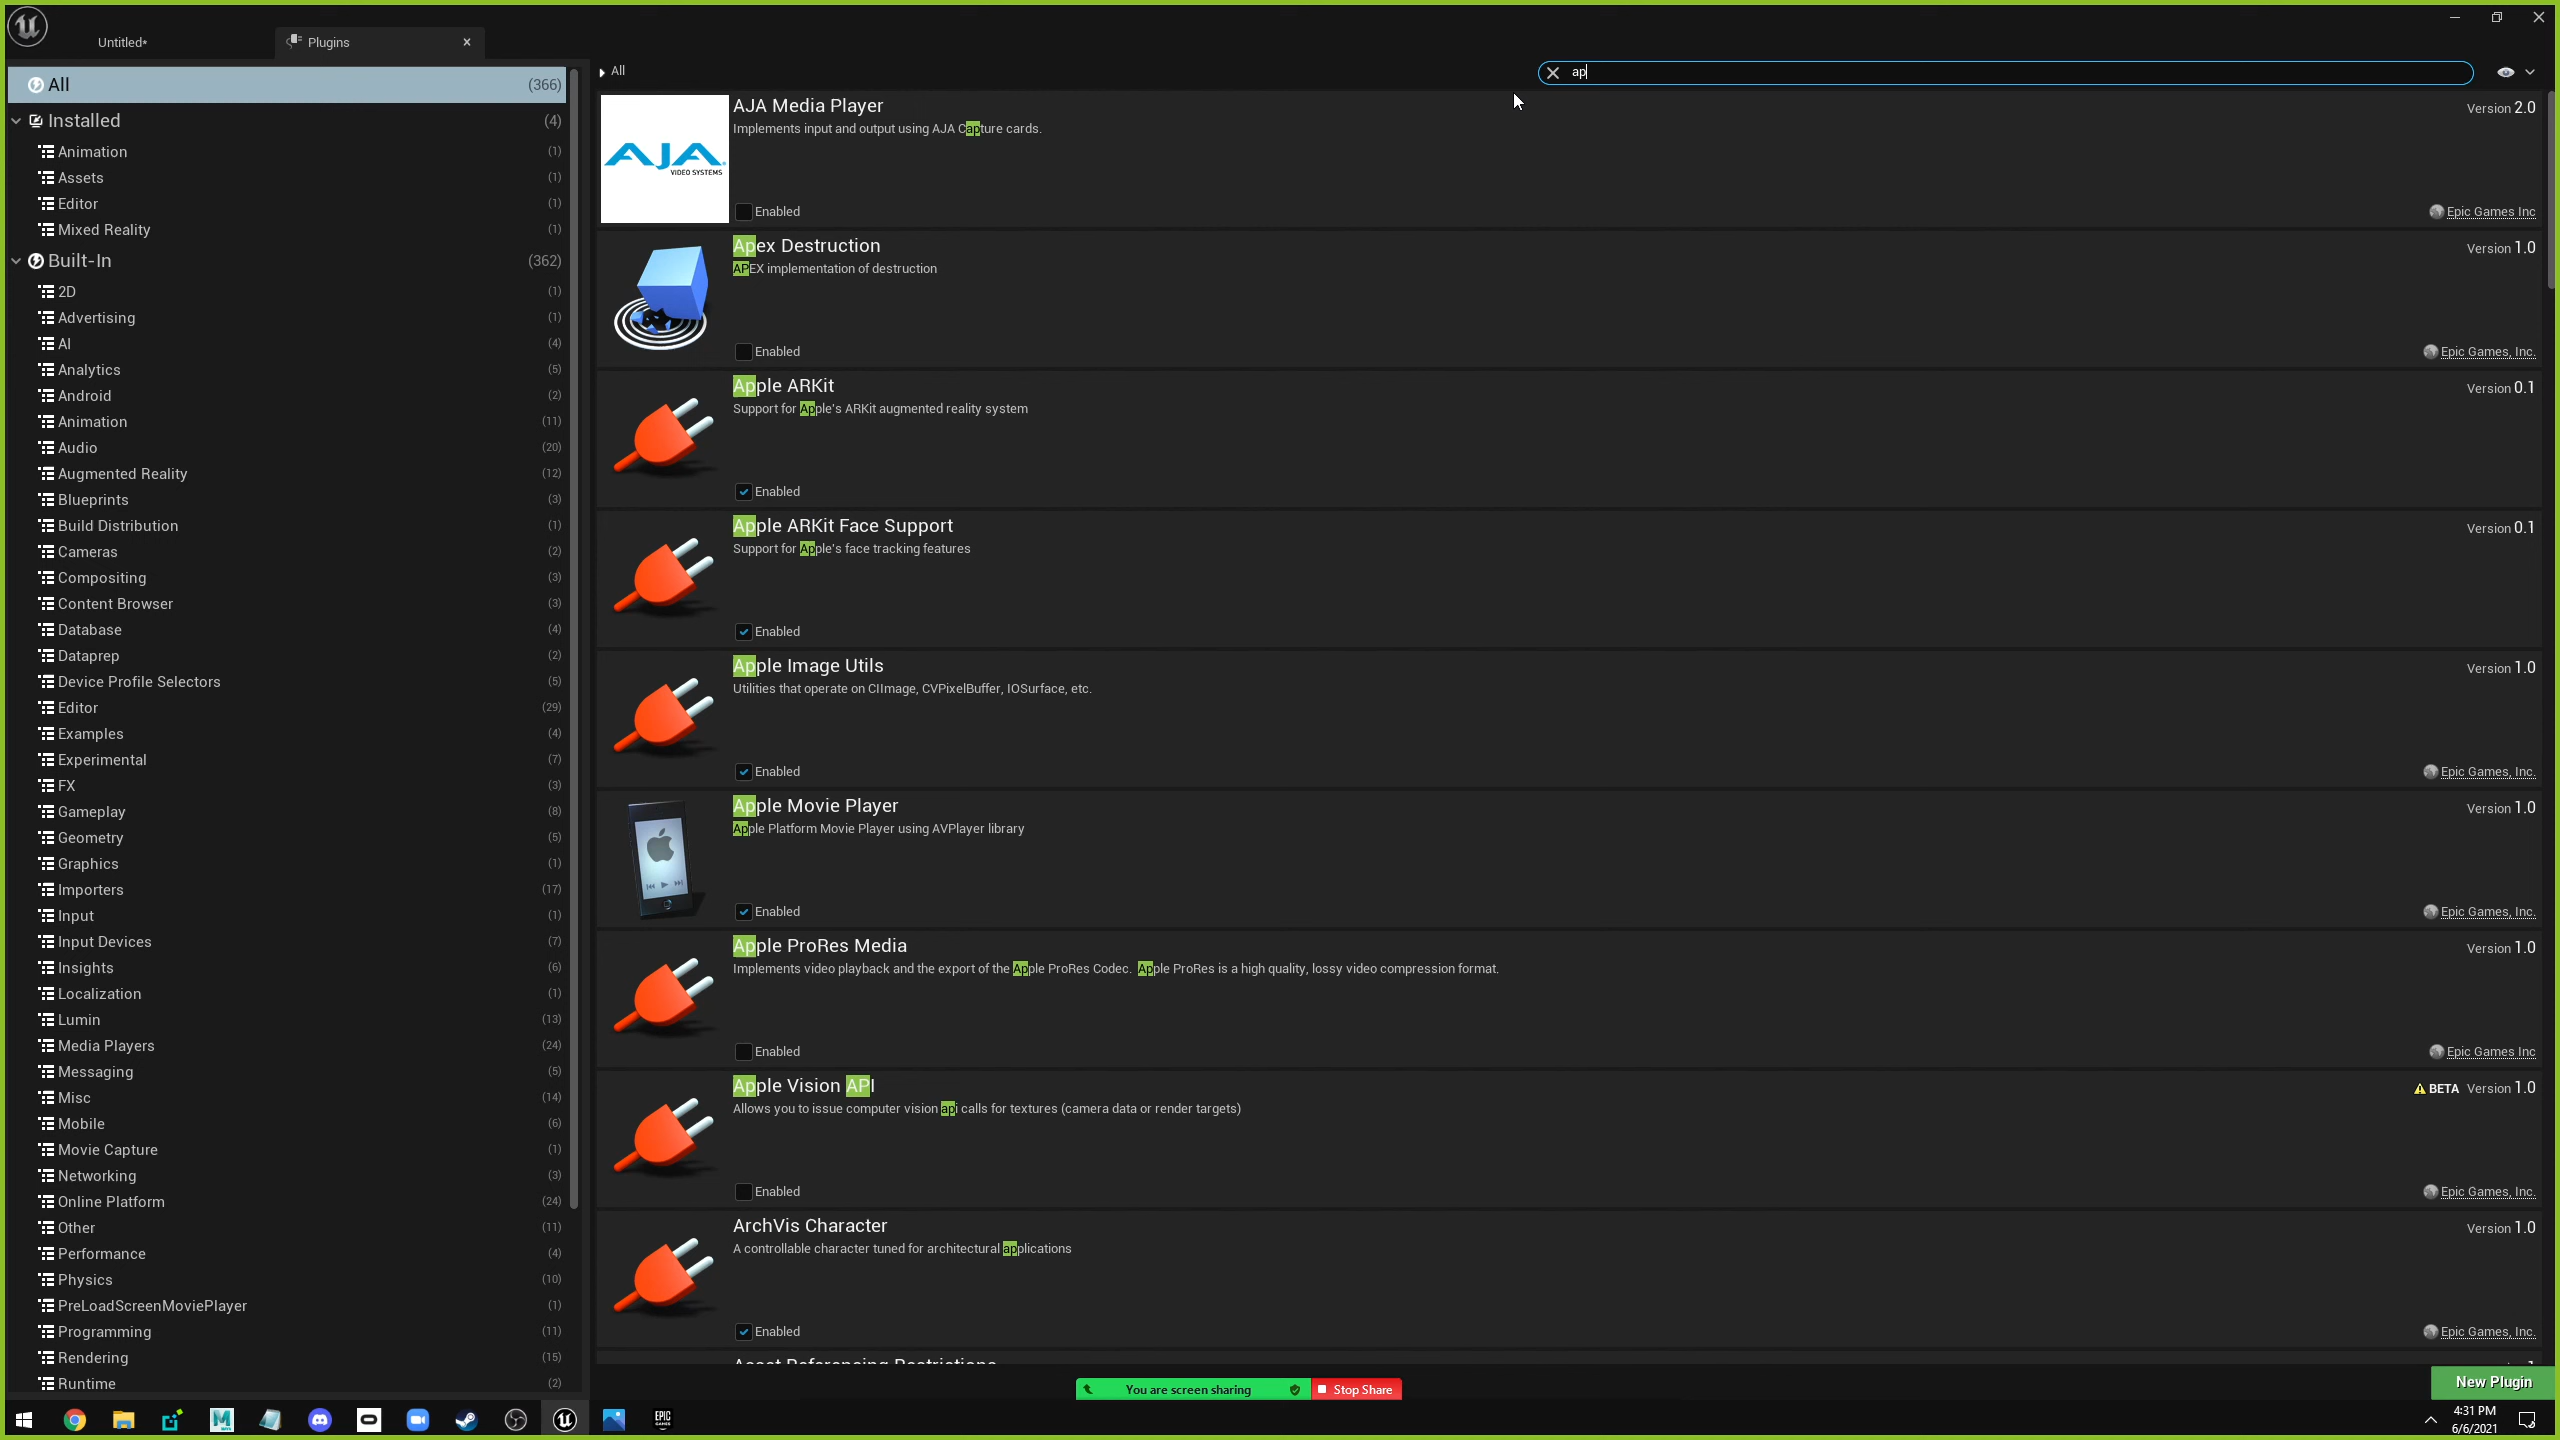 Untitled*
Plugins
All (366)
Installed (4)
Animation (1)
Assets (1)
Editor (1)
Mixed Reality (1)
Built-In (362)
2D (1)
Advertising (1)
AI (4)
Analytics (5)
Android (2)
Animation (11)
Audio (20)
Augmented Reality (12)
Blueprints (3)
Build Distribution (1)
Cameras (2)
Compositing (3)
Content Browser (3)
Database (4)
Dataprep (2)
Device Profile Selectors (5)
Editor (29)
Examples (4)
Experimental (7)
FX (3)
Gameplay (8)
Geometry (5)
Graphics (1)
Importers (17)
Input (1)
Input Devices (7)
Insights (6)
Localization (1)
Lumin (13)
Media Players (24)
Messaging (5)
Misc (14)
Mobile (6)
Movie Capture (1)
Networking (3)
Online Platform (24)
Other (11)
Performance (4)
Physics (10)
PreLoadScreenMoviePlayer (1)
Programming (11)
Rendering (15)
Runtime (2)
All
ap
AJA
VIDEO SYSTEMS
AJA Media Player Version 2.0
Implements input and output using AJA Capture cards.
Enabled Epic Games Inc
Apex Destruction Version 1.0
APEX implementation of destruction
Enabled Epic Games, Inc.
Apple ARKit Version 0.1
Support for Apple's ARKit augmented reality system
Enabled
Apple ARKit Face Support Version 0.1
Support for Apple's face tracking features
Enabled
Apple Image Utils Version 1.0
Utilities that operate on CIImage, CVPixelBuffer, IOSurface, etc.
Enabled Epic Games, Inc.
Apple Movie Player Version 1.0
Apple Platform Movie Player using AVPlayer library
Enabled Epic Games, Inc.
Apple ProRes Media Version 1.0
Implements video playback and the export of the Apple ProRes Codec. Apple ProRes is a high quality, lossy video compression format.
Enabled Epic Games Inc
Apple Vision API BETA Version 1.0
Allows you to issue computer vision api calls for textures (camera data or render targets)
Enabled Epic Games, Inc.
ArchVis Character Version 1.0
A controllable character tuned for architectural applications
Enabled Epic Games, Inc.
Asset Referencing Restrictions
New Plugin
You are screen sharing Stop Share
EPIC
GAMES
4:31 PM
6/6/2021